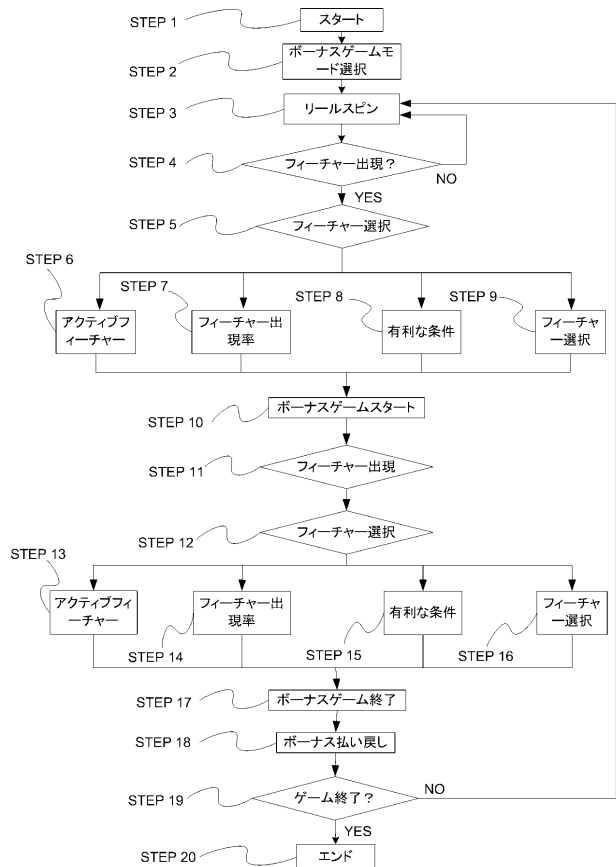 STEP 1
スタート
STEP 2
ボーナスゲームモ
ード選択
STEP 3
リールスピン
STEP 4
フィーチャー出現？
NO
YES
STEP 5
フィーチャー選択
STEP 6
アクティブフ
ィーチャー
STEP 7
フィーチャー出
現率
STEP 8
有利な条件
STEP 9
フィーチャ
ー選択
STEP 10
ボーナスゲームスタート
STEP 11
フィーチャー出現
STEP 12
フィーチャー選択
STEP 13
アクティブフ
ィーチャー
STEP 14
フィーチャー出
現率
STEP 15
有利な条件
STEP 16
フィーチャ
ー選択
STEP 17
ボーナスゲーム終了
STEP 18
ボーナス払い戻し
STEP 19
ゲーム終了？
NO
YES
STEP 20
エンド